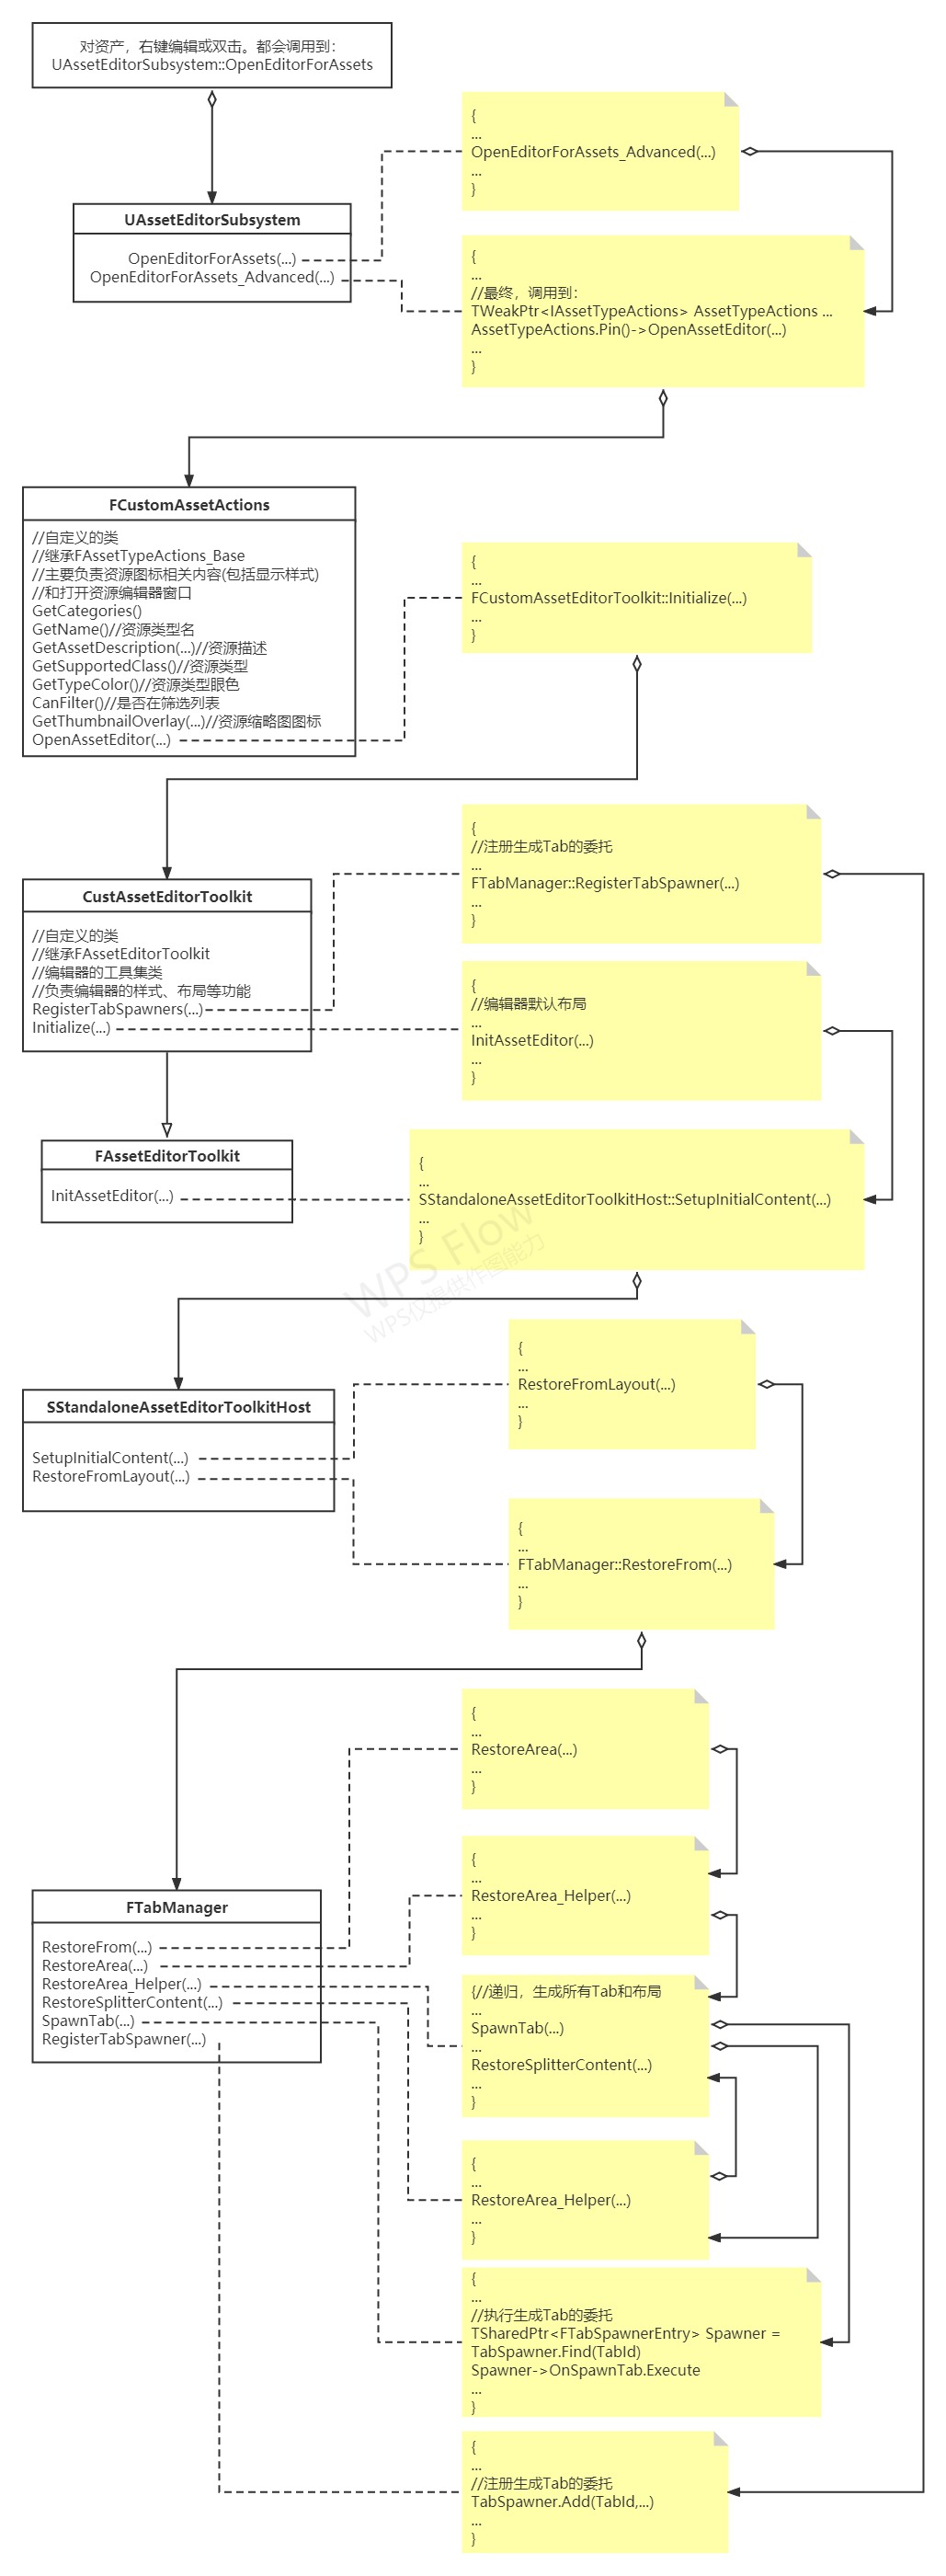 对资产，右键编辑或双击。都会调用到：
UAssetEditorSubsystem::OpenEditorForAssets
{
...
OpenEditorForAssets_Advanced(...)
...
}
UAssetEditorSubsystem
OpenEditorForAssets(...)
OpenEditorForAssets_Advanced(...)
{
...
//最终，调用到：
TWeakPtr<IAssetTypeActions> AssetTypeActions ...
AssetTypeActions.Pin()->OpenAssetEditor(...)
...
}
FCustomAssetActions
//自定义的类
//继承FAssetTypeActions_Base
//主要负责资源图标相关内容(包括显示样式)
//和打开资源编辑器窗口
GetCategories()
GetName()//资源类型名
GetAssetDescription(...)//资源描述
GetSupportedClass()//资源类型
GetTypeColor()//资源类型眼色
CanFilter()//是否在筛选列表
GetThumbnailOverlay(...)//资源缩略图图标
OpenAssetEditor(...)
{
...
FCustomAssetEditorToolkit::Initialize(...)
...
}
CustAssetEditorToolkit
//自定义的类
//继承FAssetEditorToolkit
//编辑器的工具集类
//负责编辑器的样式、布局等功能
RegisterTabSpawners(...)
Initialize(...)
{
//注册生成Tab的委托
...
FTabManager::RegisterTabSpawner(...)
...
}
{
//编辑器默认布局
...
InitAssetEditor(...)
...
}
FAssetEditorToolkit
InitAssetEditor(...)
{
...
SStandaloneAssetEditorToolkitHost::SetupInitialContent(...)
...
}
WPS Flow
WPS仅提供作图能力
SStandaloneAssetEditorToolkitHost
SetupInitialContent(...)
RestoreFromLayout(...)
{
...
RestoreFromLayout(...)
...
}
{
...
FTabManager::RestoreFrom(...)
...
}
FTabManager
RestoreFrom(...)
RestoreArea(...)
RestoreArea_Helper(...)
RestoreSplitterContent(...)
SpawnTab(...)
RegisterTabSpawner(...)
{
...
RestoreArea(...)
...
}
{
...
RestoreArea_Helper(...)
...
}
{//递归，生成所有Tab和布局
...
SpawnTab(...)
...
RestoreSplitterContent(...)
...
}
{
...
RestoreArea_Helper(...)
...
}
{
...
//执行生成Tab的委托
TSharedPtr<FTabSpawnerEntry> Spawner =
TabSpawner.Find(TabId)
Spawner->OnSpawnTab.Execute
...
}
{
...
//注册生成Tab的委托
TabSpawner.Add(TabId,...)
...
}